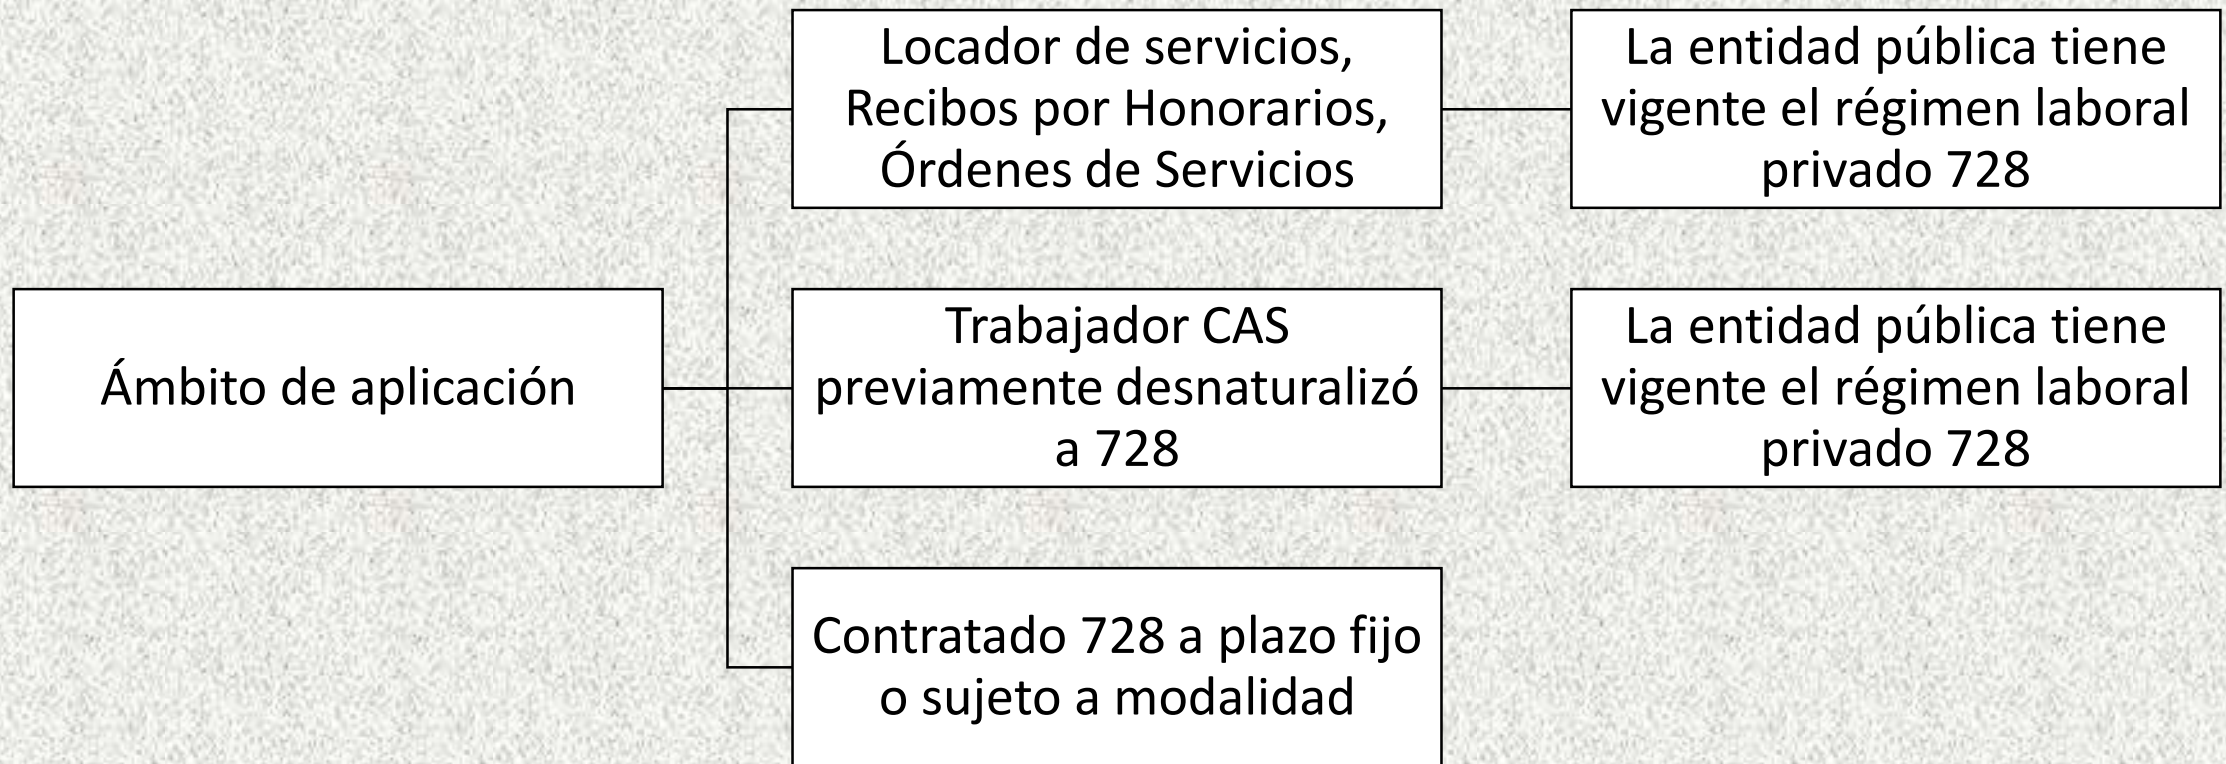 Locador de servicios,
Recibos por Honorarios,
Órdenes de Servicios
La entidad pública tiene
vigente el régimen laboral
privado 728
Ámbito de aplicación
Trabajador CAS
previamente desnaturalizó
a 728
La entidad pública tiene
vigente el régimen laboral
privado 728
Contratado 728 a plazo fijo
o sujeto a modalidad